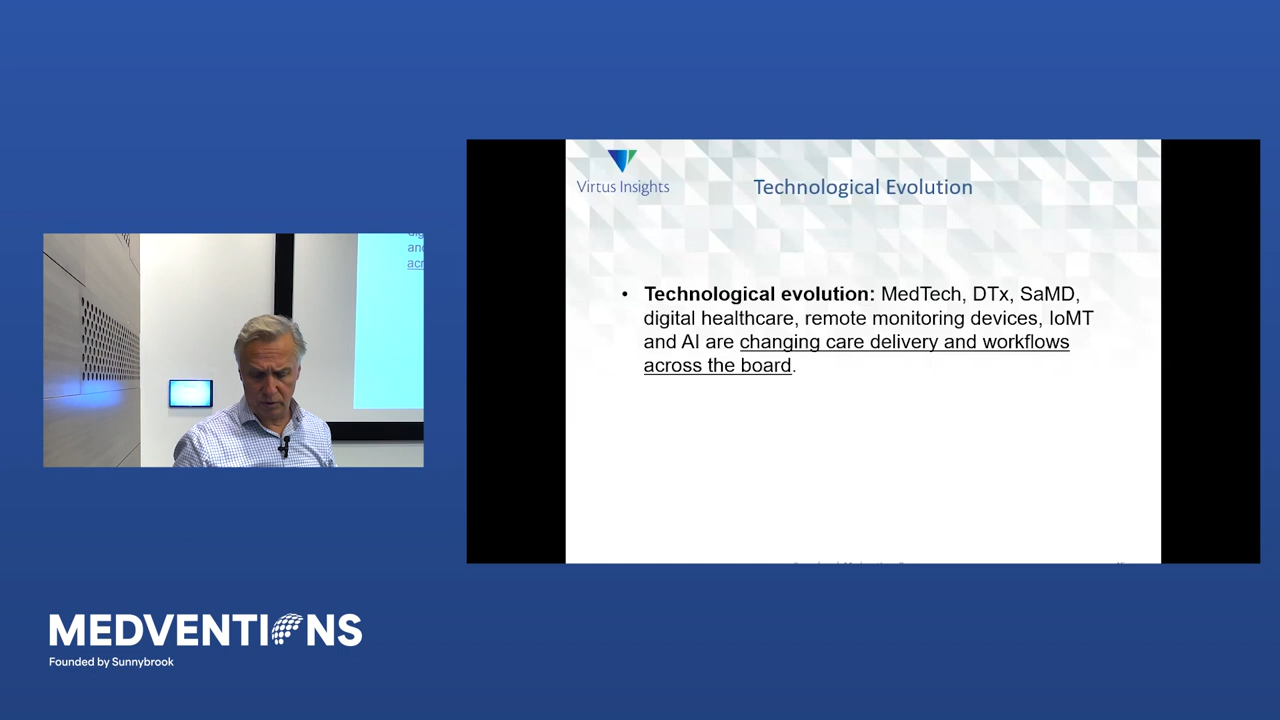 Virtus Insights
Technological Evolution
• Technological evolution: MedTech, DTx, SaMD,
digital healthcare, remote monitoring devices, IoMT
and AI are changing care delivery and workflows
across the board.
MEDVENTIONS
Founded by Sunnybrook